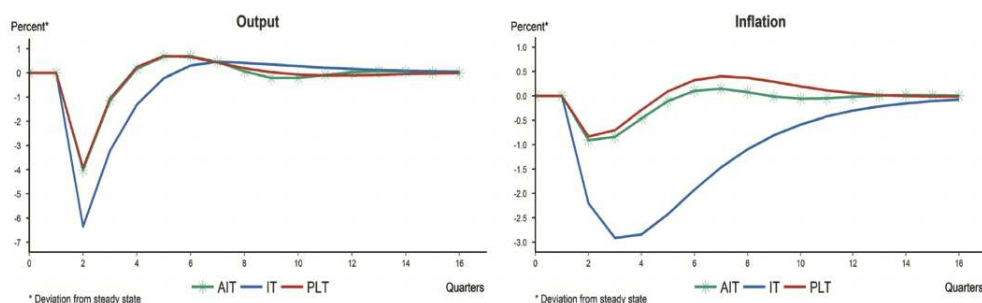 Output
Percent*
1
0
-1
-2
-3
-4
-5
-6
-7
0 2 4 6 8 10 12 14 16
AIT IT PLT Quarters
* Deviation from steady state
Inflation
Percent*
1.0
0.5
0.0
-0.5
-1.0
-1.5
-2.0
-2.5
-3.0
0 2 4 6 8 10 12 14 16
AIT IT PLT Quarters
* Deviation from steady state